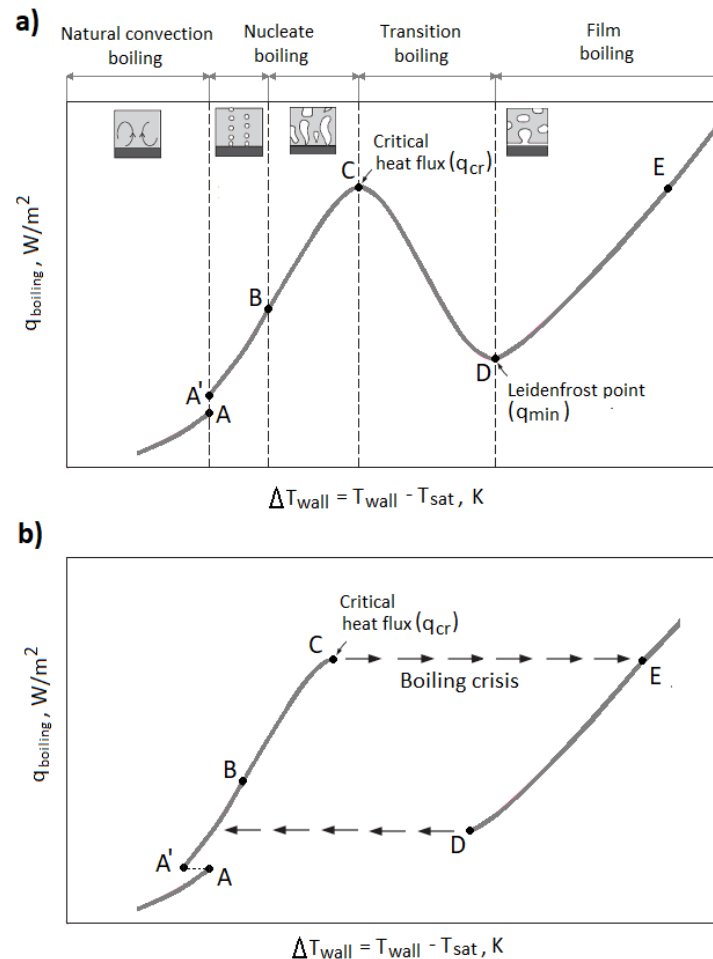 a)
Natural convection
boiling
Nucleate
boiling
Transition
boiling
Film
boiling
Critical
heat flux (qcr)
C
E
B
D
A'
A
Leidenfrost point
(qmin)
qboiling , W/m²
ΔTwall = Twall - Tsat, K
b)
Critical
heat flux (qcr)
C
Boiling crisis
E
B
D
A'
A
qboiling, W/m²
ΔTwall = Twall - Tsat, K